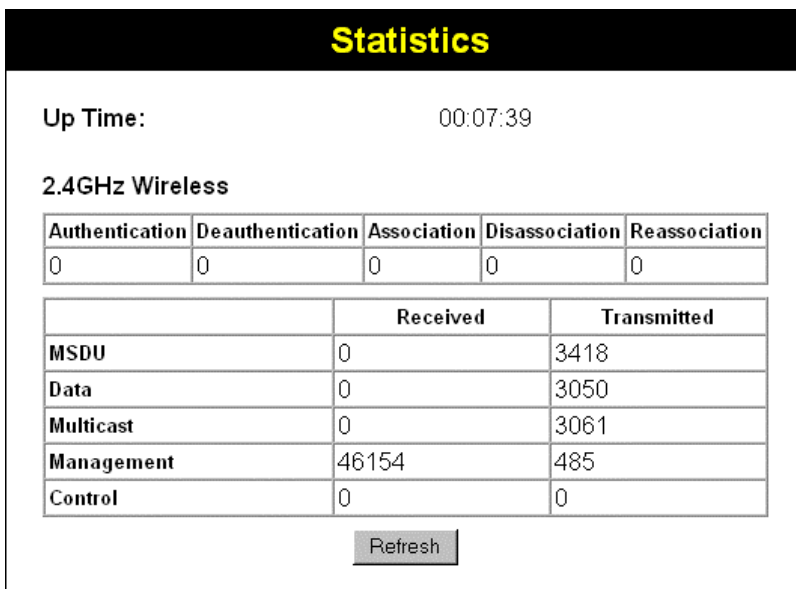 Statistics
Up Time: 00:07:39
2.4GHz Wireless
Authentication Deauthentication Association Disassociation Reassociation
0 0 0 0 0
Received Transmitted
MSDU 0 3418
Data 0 3050
Multicast 0 3061
Management 46154 485
Control 0 0
Refresh